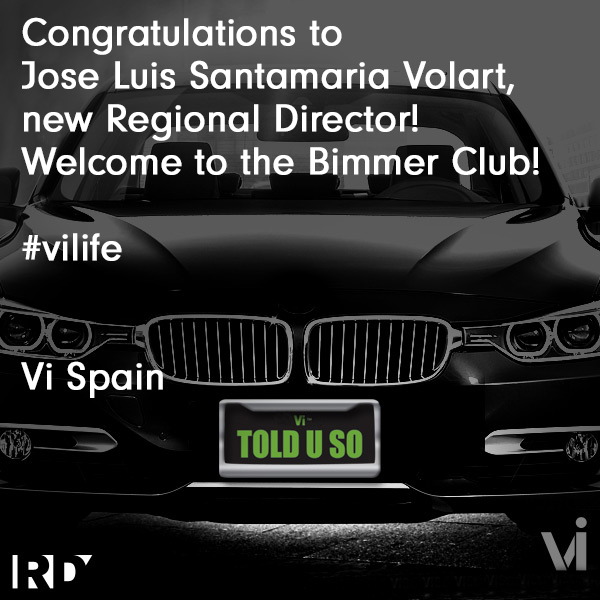 Congratulations to
Jose Luis Santamaria Volart,
new Regional Director!
Welcome to the Bimmer Club!
#vilife
Vi Spain
Vi™
TOLD U SO
RD
vi